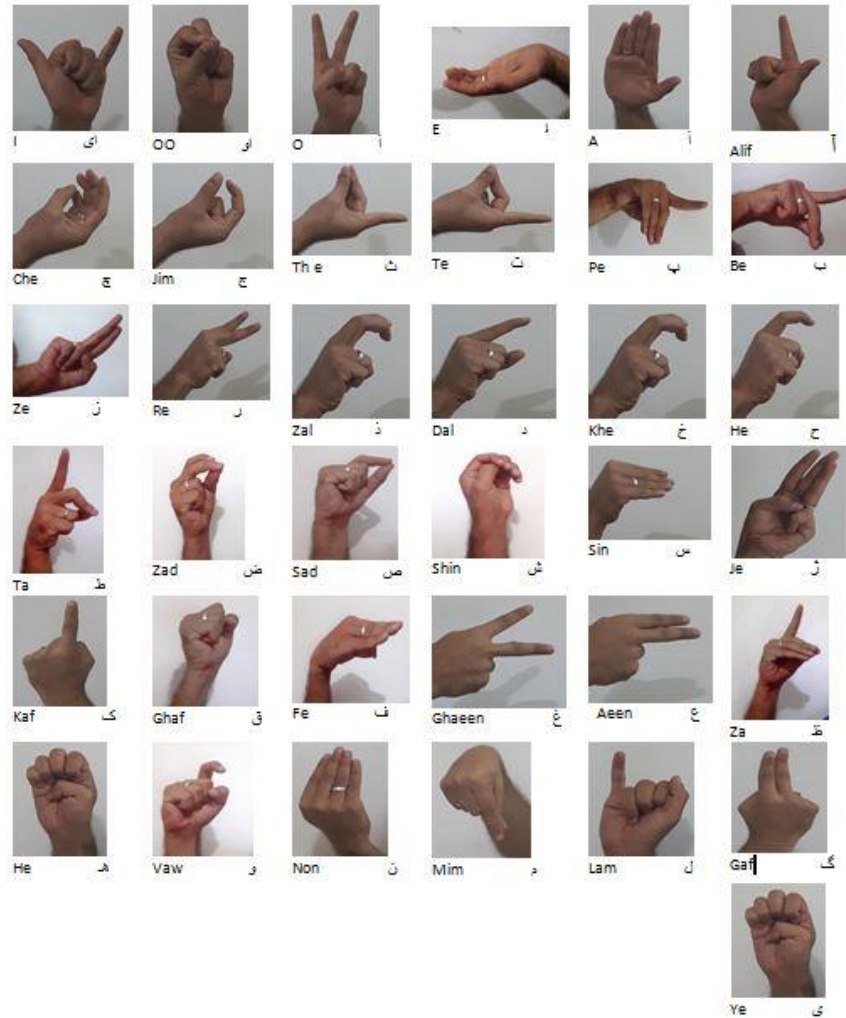 I ای OO او O اُ E اِ A اَ Alif آ
Che چ Jim ج Th e ث Te ت Pe پ Be ب
Ze ز Re ر Zal ذ Dal د Khe خ He ح
Ta ط Zad ض Sad ص Shin ش Sin س Je ژ
Kaf ک Ghaf ق Fe ف Ghaeen غ Aeen ع Za ظ
He هـ Vaw و Non ن Mim م Lam ل Gaf گ
Ye ی